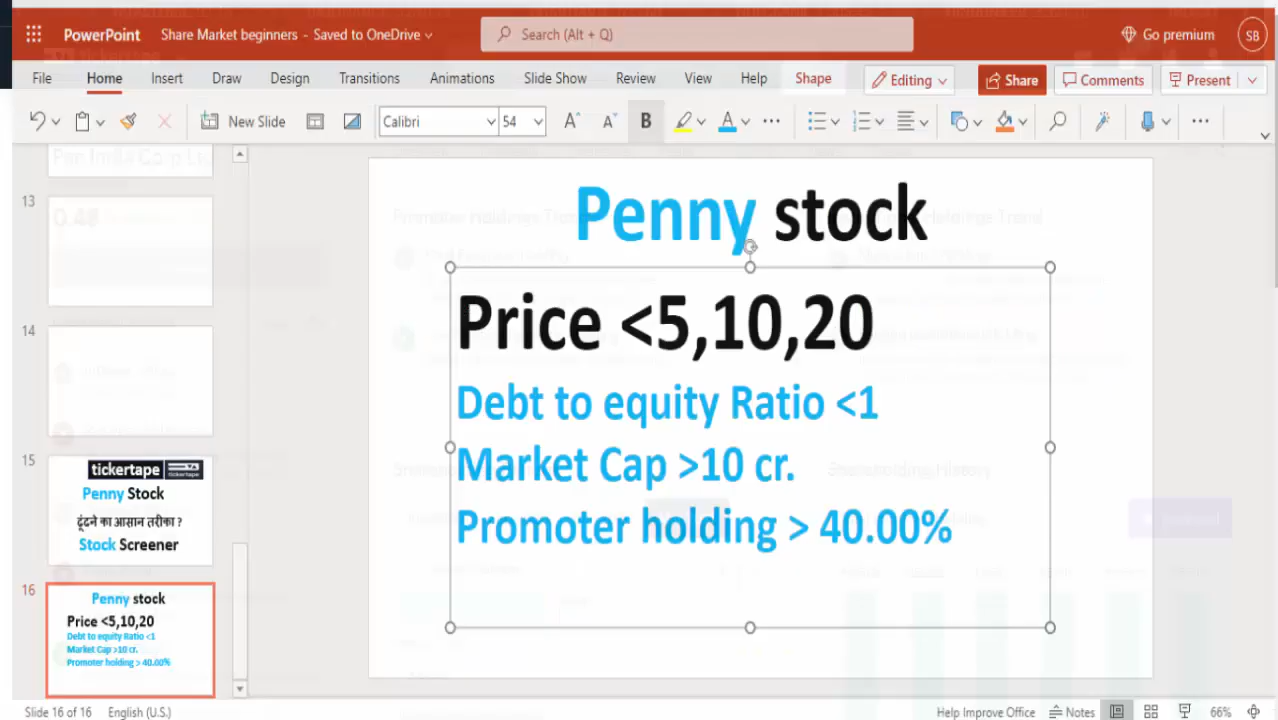 PowerPoint
Share Market beginners - Saved to OneDrive
Search (Alt + Q)
Go premium
SB
File Home Insert Draw Design Transitions Animations Slide Show Review View Help Shape Editing Share Comments Present
New Slide Calibri 54 B A
13
0.48
14
15
tickertape
Penny Stock
ढूंढने का आसान तरीका ?
Stock Screener
16
Penny stock
Price <5,10,20
Debt to equity Ratio <1
Market Cap >10 cr.
Promoter holding > 40.00%
Penny stock
Price <5,10,20
Debt to equity Ratio <1
Market Cap >10 cr.
Promoter holding > 40.00%
Slide 16 of 16 English (U.S.) Help Improve Office Notes 66%